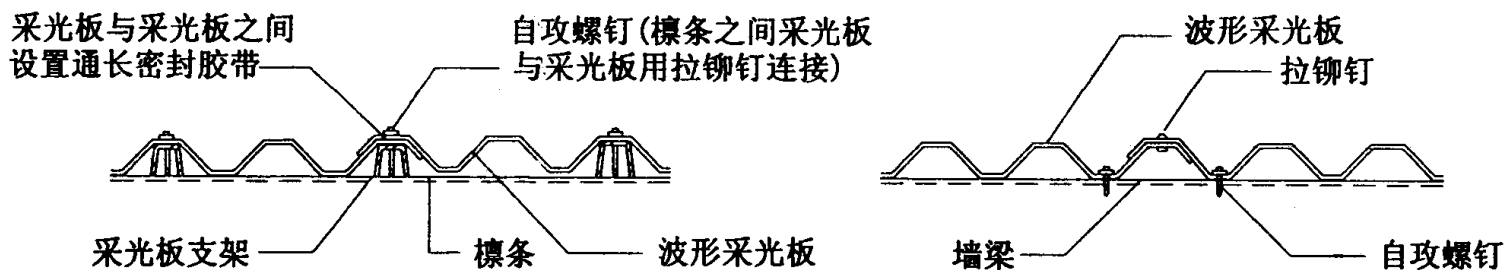 采光板与采光板之间
设置通长密封胶带
自攻螺钉(檩条之间采光板
与采光板用拉铆钉连接)
采光板支架
檩条
波形采光板
波形采光板
拉铆钉
墙梁
自攻螺钉